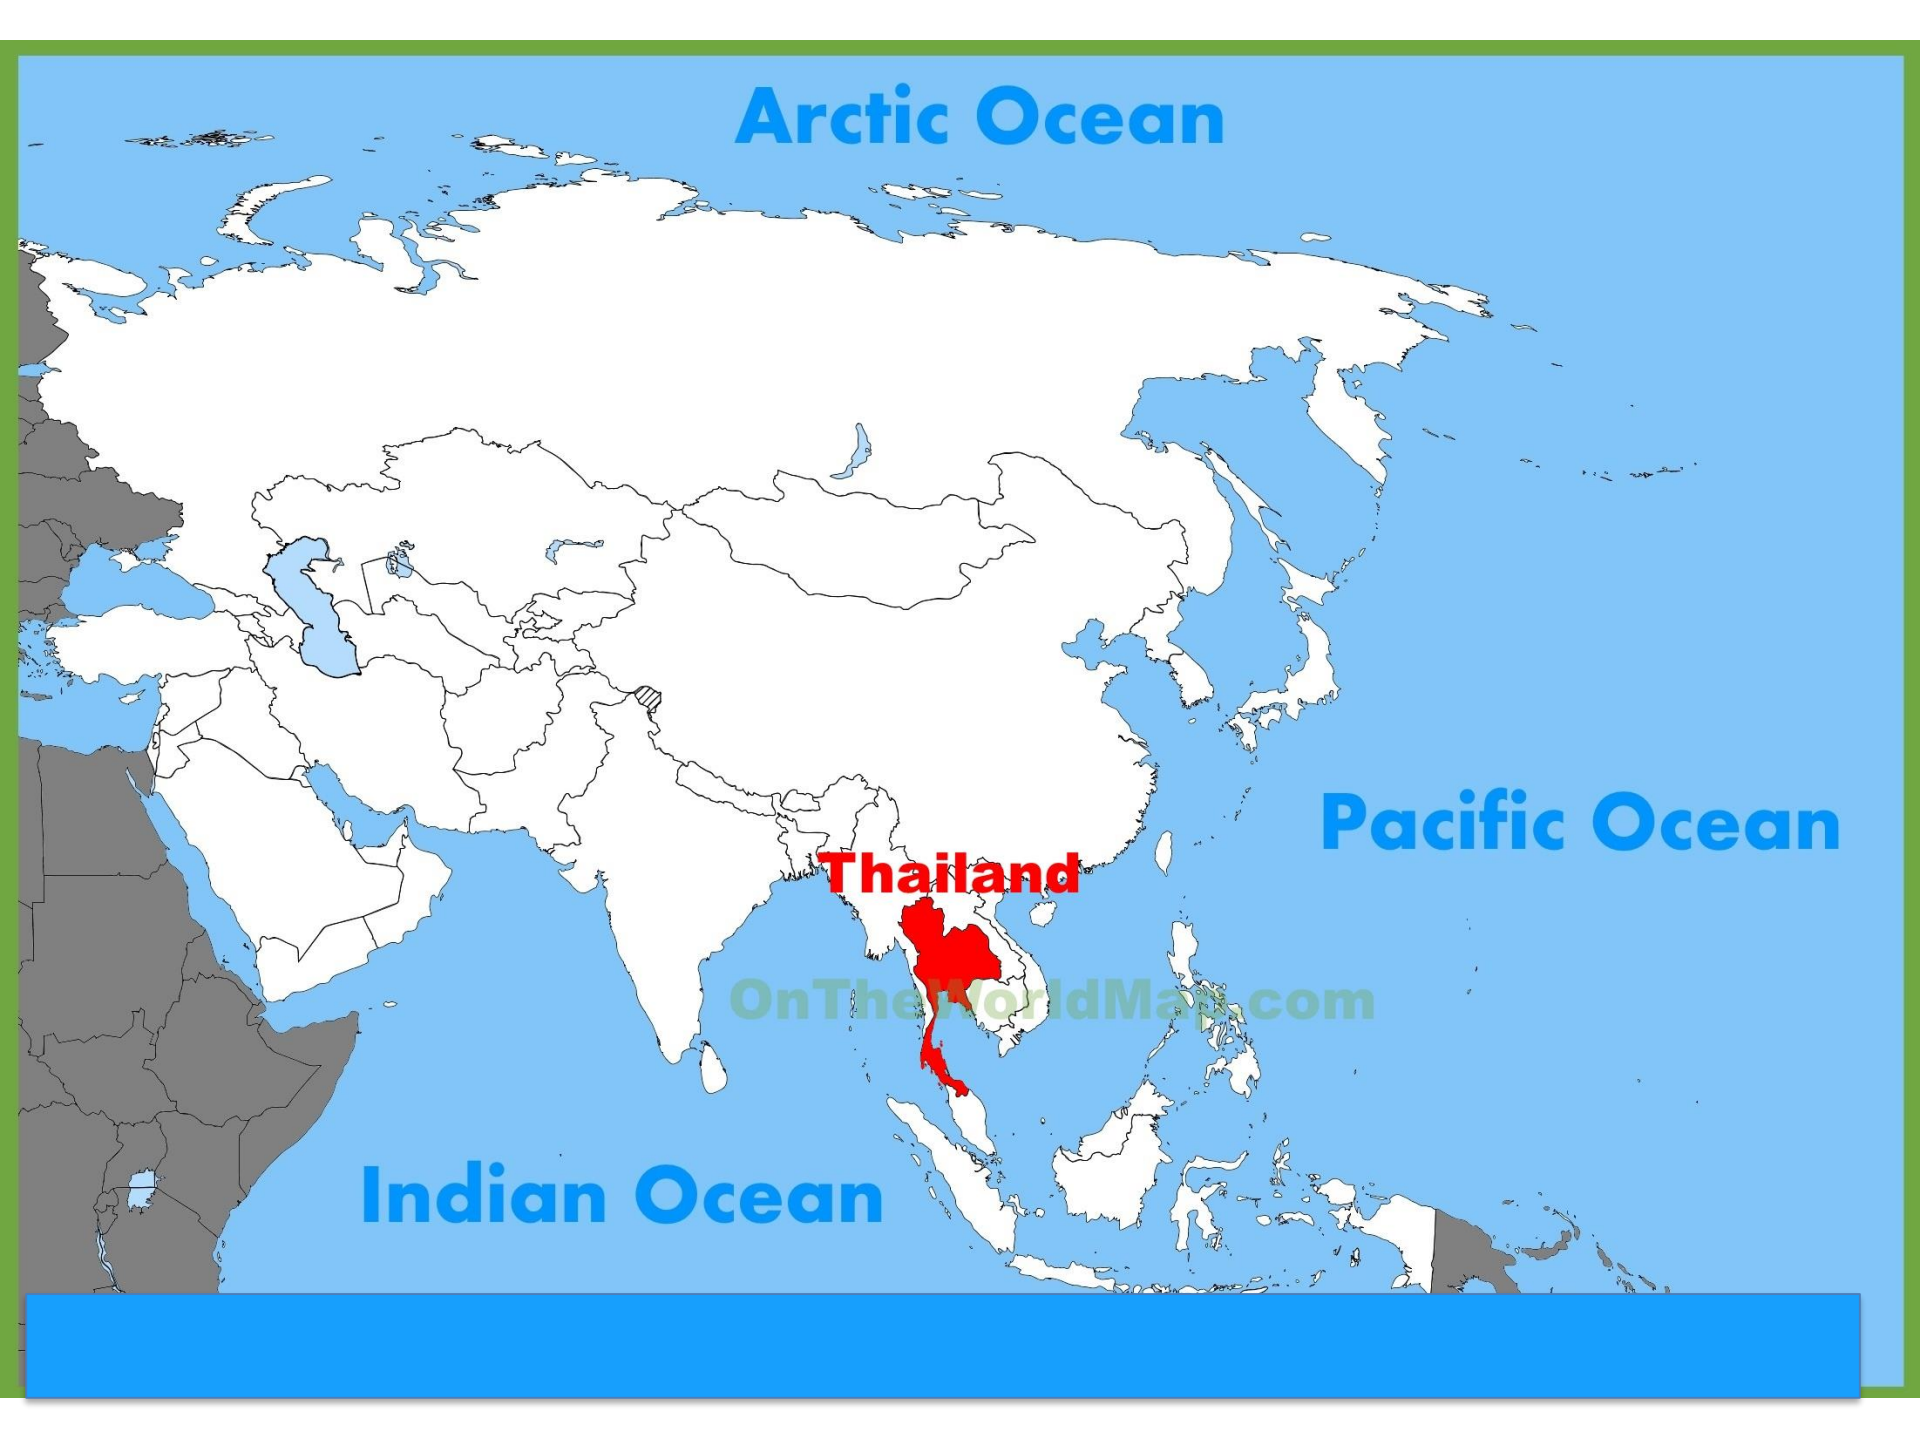 Arctic Ocean
Pacific Ocean
Thailand
OnTheWorldMap.com
Indian Ocean